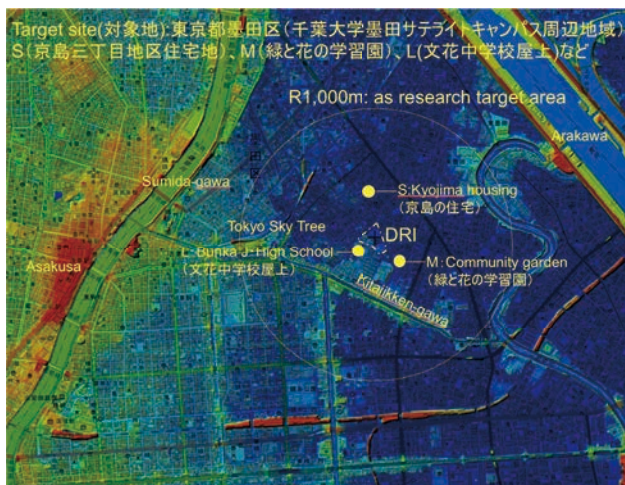 Target site(対象地):東京都墨田区(千葉大学墨田サテライトキャンパス周辺地域)
S(京島三丁目地区住宅地)、M(緑と花の学習園)、L(文花中学校屋上)など
R1,000m: as research target area
Arakawa
Sumida-gawa
S:Kyojima housing
(京島の住宅)
Tokyo Sky Tree
DRI
L: Bunka J-High School
(文花中学校屋上)
M:Community garden
(緑と花の学習園)
Asakusa
Kitajikken-gawa